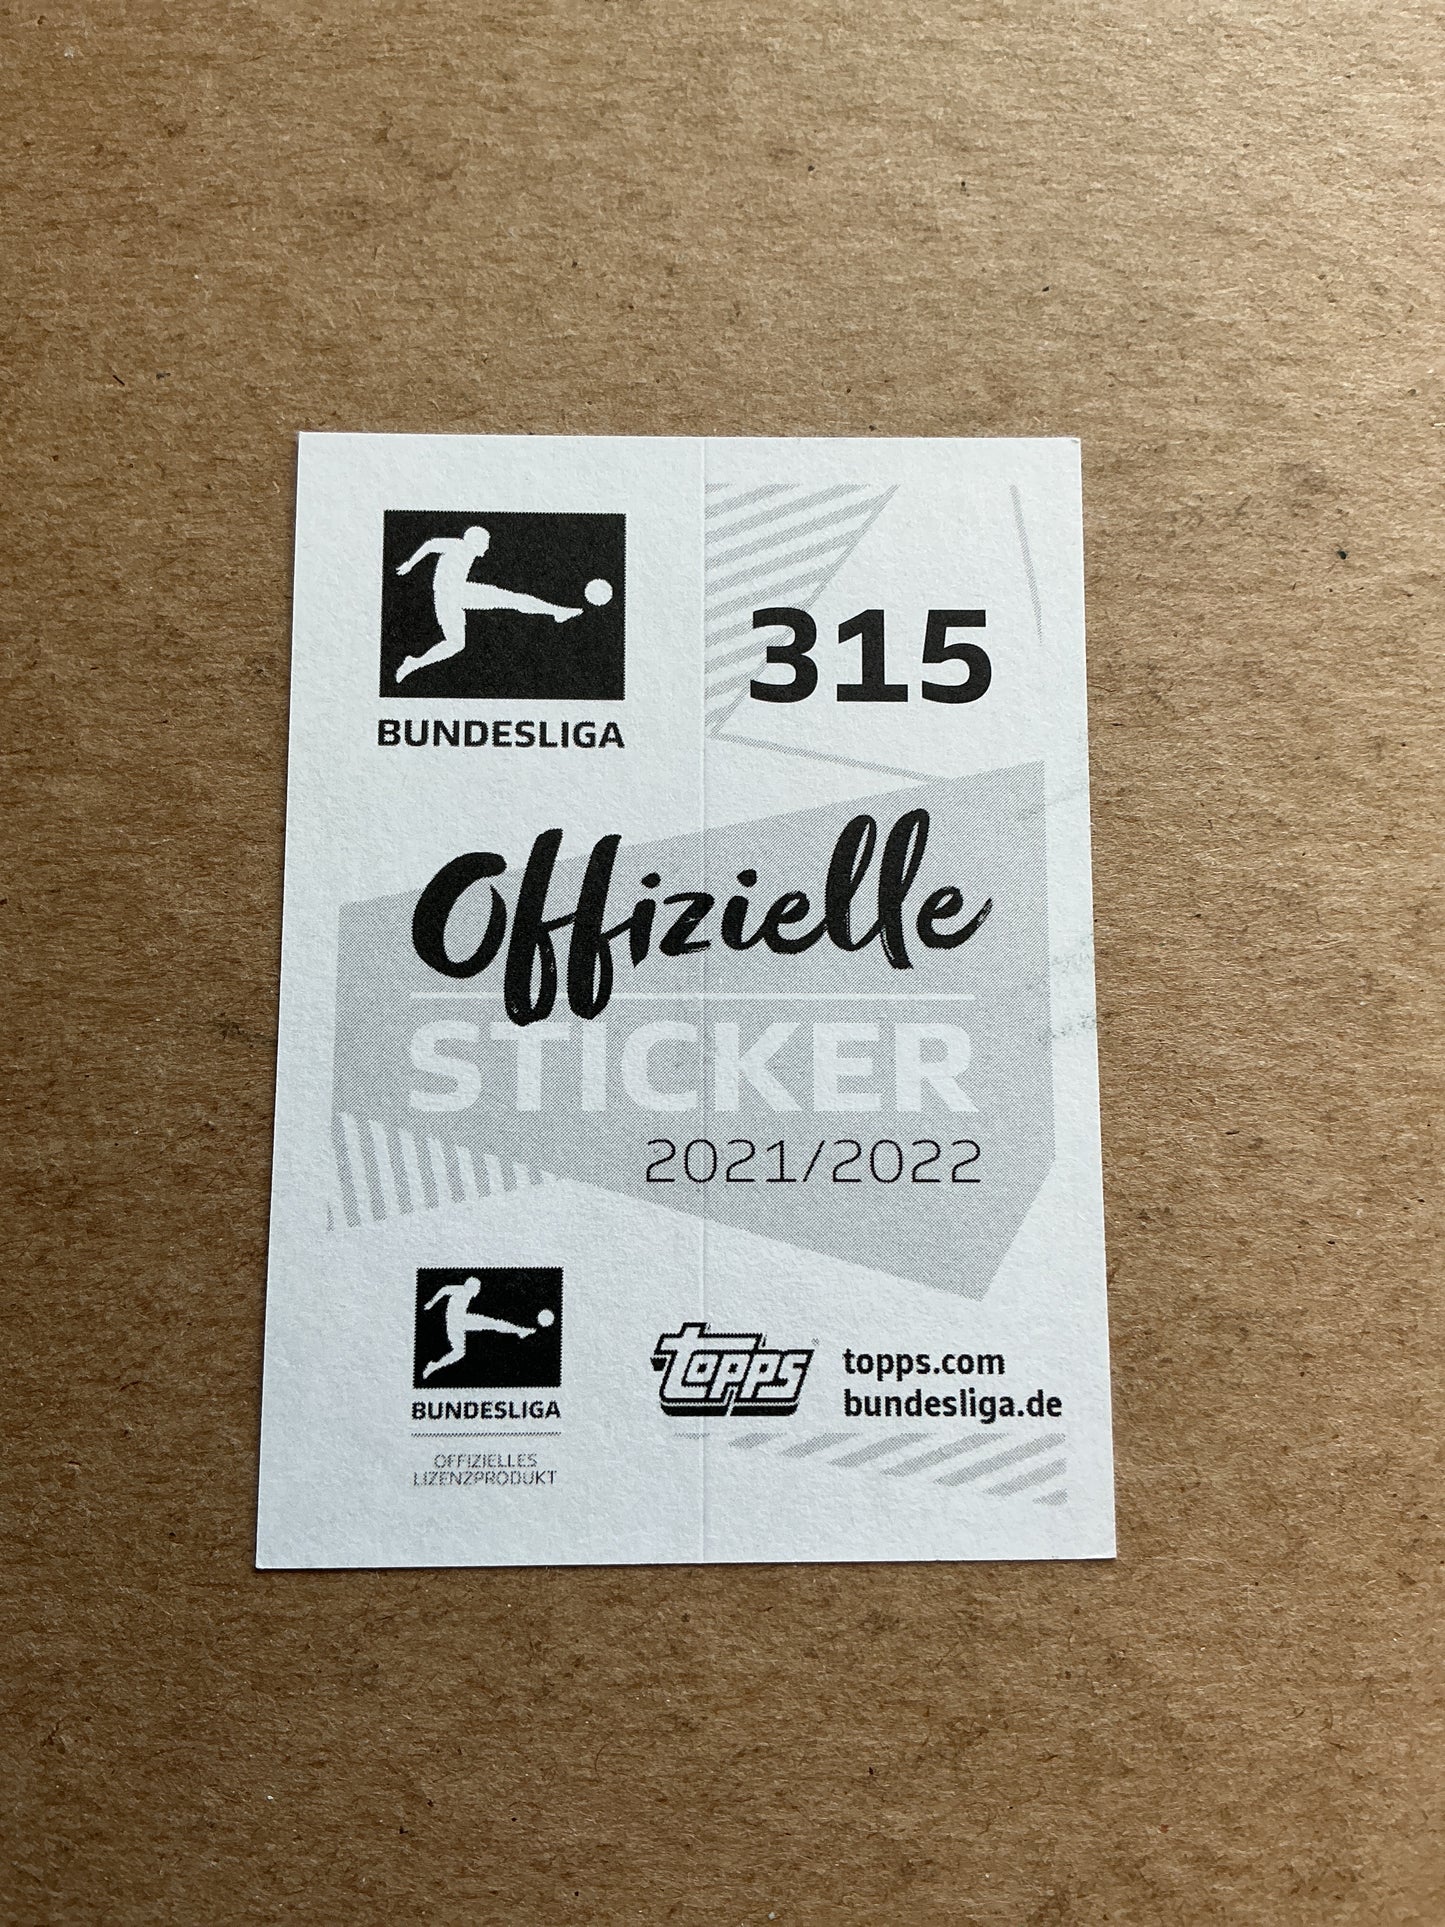 BUNDESLIGA
315
Offizielle
STICKER
2021/2022
BUNDESLIGA
OFFIZIELLES
LIZENZPRODUKT
topps®
topps.com
bundesliga.de